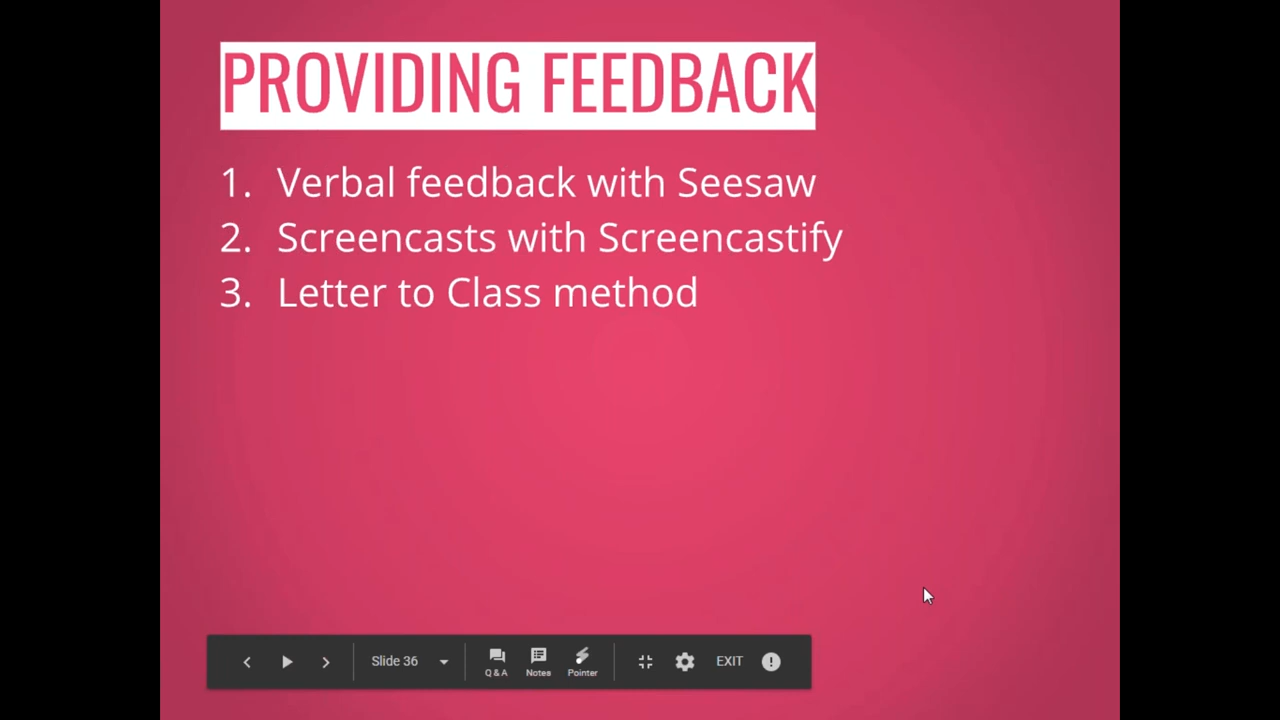 PROVIDING FEEDBACK
1. Verbal feedback with Seesaw
2. Screencasts with Screencastify
3. Letter to Class method
Slide 36 Q & A Notes Pointer EXIT